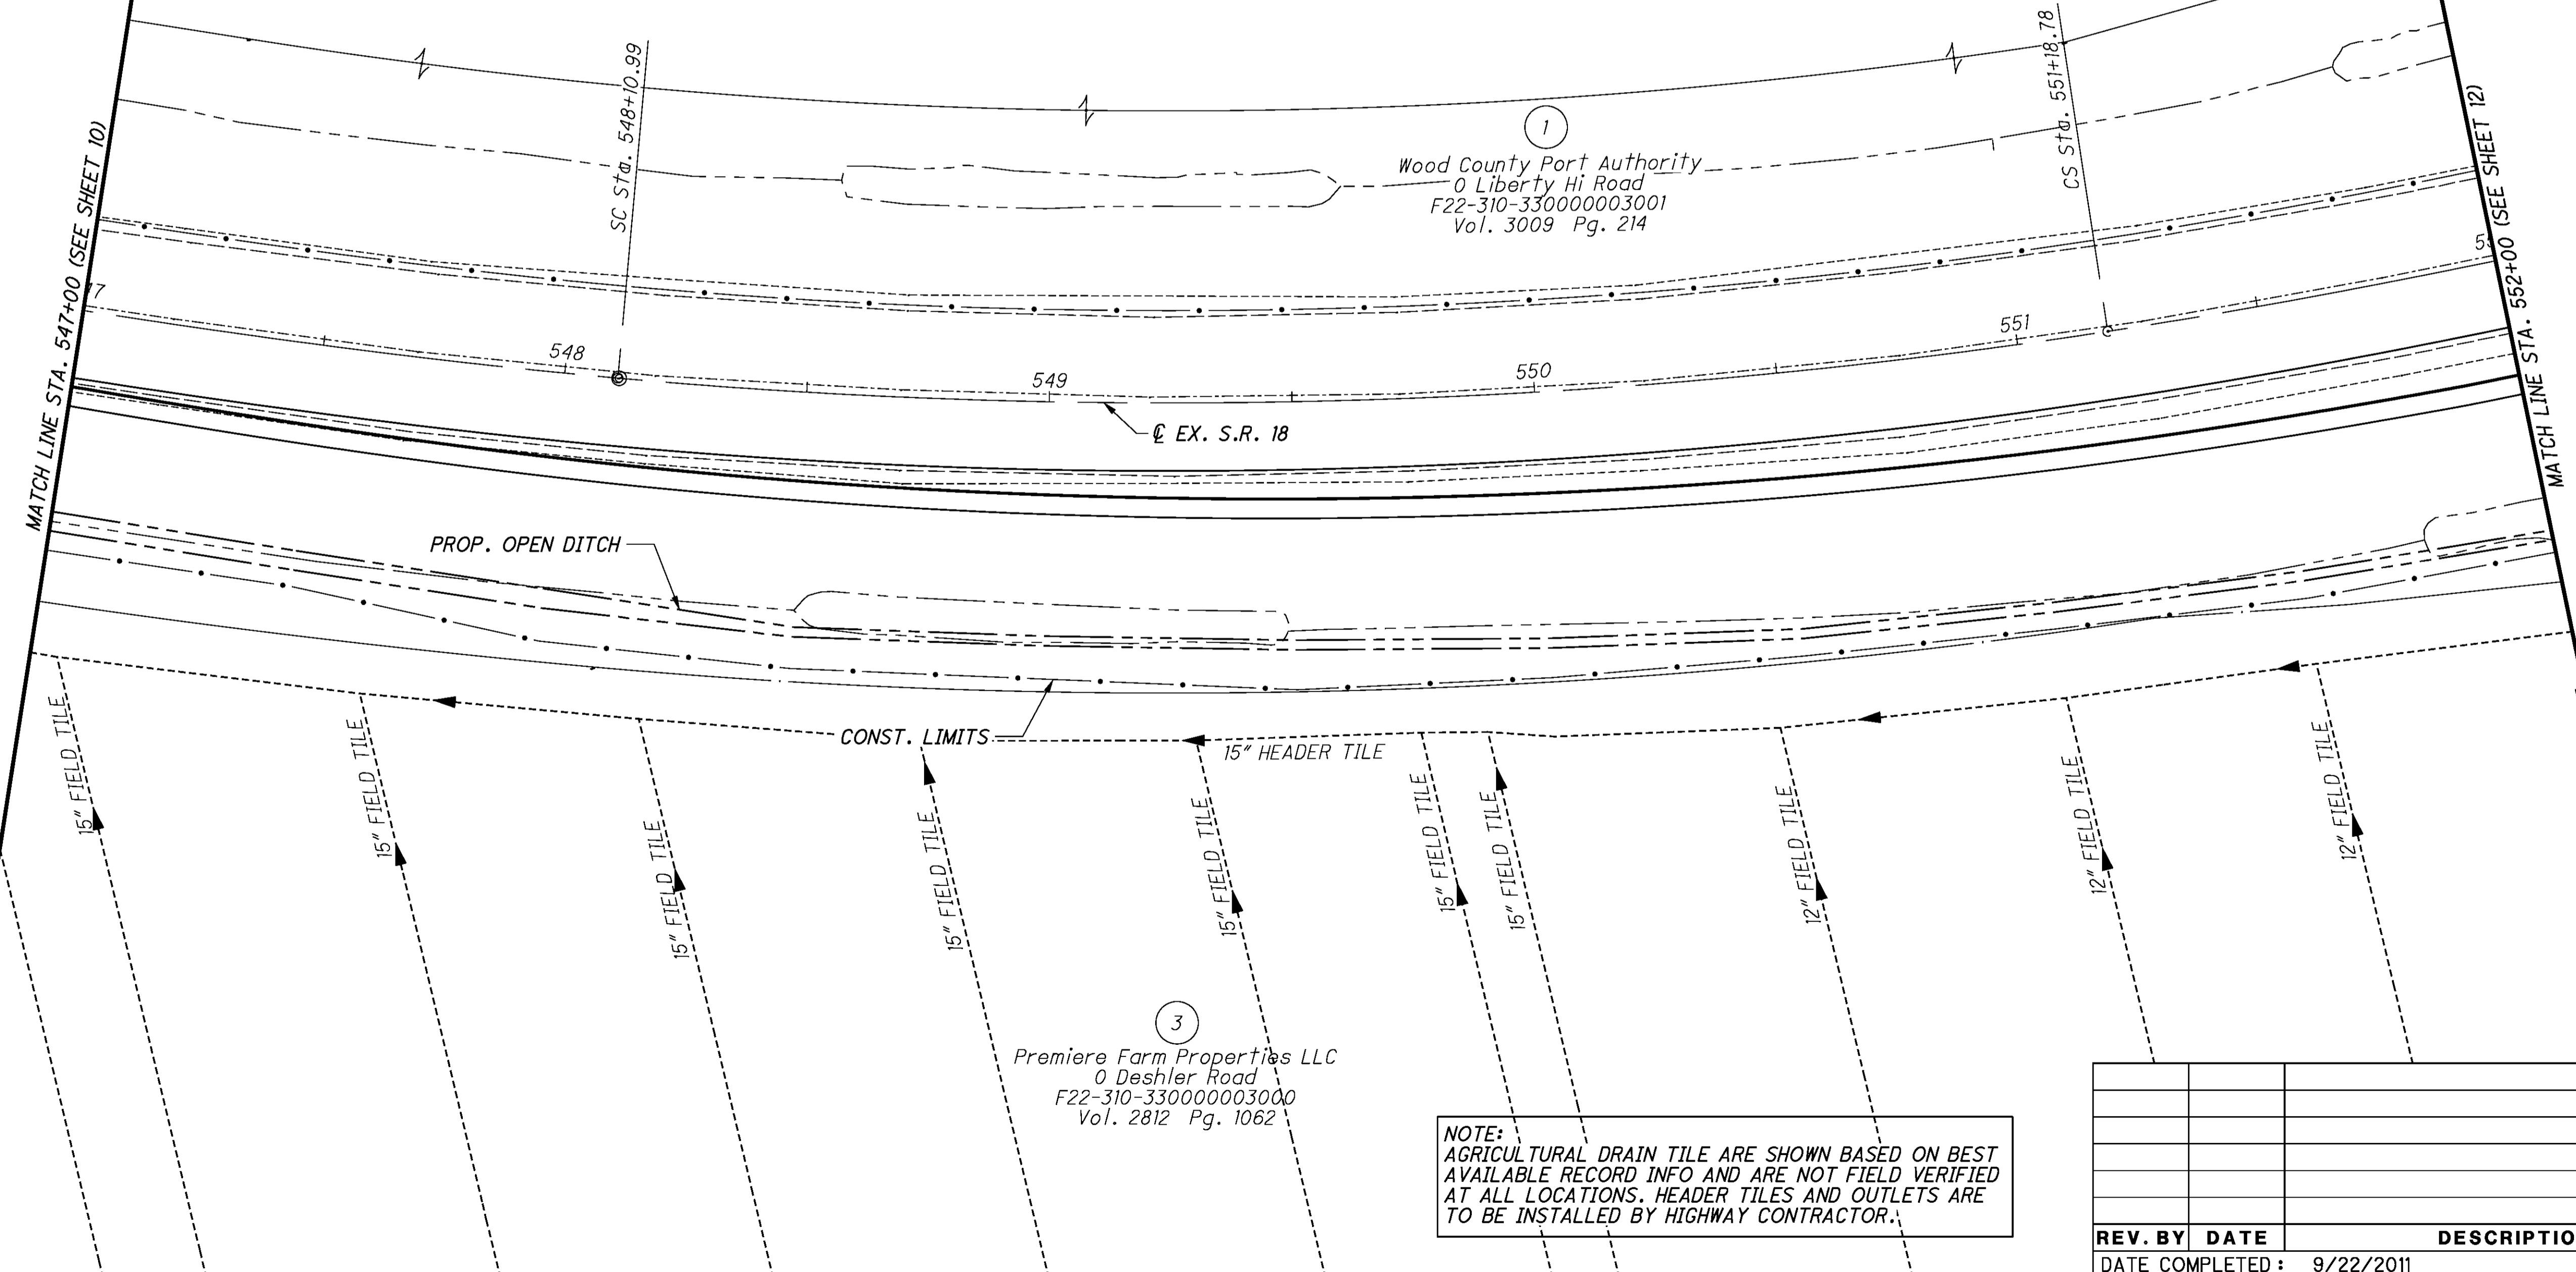 MATCH LINE STA. 547+00 (SEE SHEET 10)
SC Sta. 548+10.99
CS Sta. 551+18.78
MATCH LINE STA. 552+00 (SEE SHEET 12)
1
Wood County Port Authority
0 Liberty Hi Road
F22-310-330000003001
Vol. 3009 Pg. 214
548
549
550
551
℄ EX. S.R. 18
PROP. OPEN DITCH
CONST. LIMITS
15" HEADER TILE
15" FIELD TILE
15" FIELD TILE
15" FIELD TILE
15" FIELD TILE
15" FIELD TILE
15" FIELD TILE
15" FIELD TILE
12" FIELD TILE
12" FIELD TILE
12" FIELD TILE
3
Premiere Farm Properties LLC
0 Deshler Road
F22-310-330000003000
Vol. 2812 Pg. 1062
NOTE:
AGRICULTURAL DRAIN TILE ARE SHOWN BASED ON BEST
AVAILABLE RECORD INFO AND ARE NOT FIELD VERIFIED
AT ALL LOCATIONS. HEADER TILES AND OUTLETS ARE
TO BE INSTALLED BY HIGHWAY CONTRACTOR.
REV. BY DATE DESCRIPTIO
DATE COMPLETED: 9/22/2011